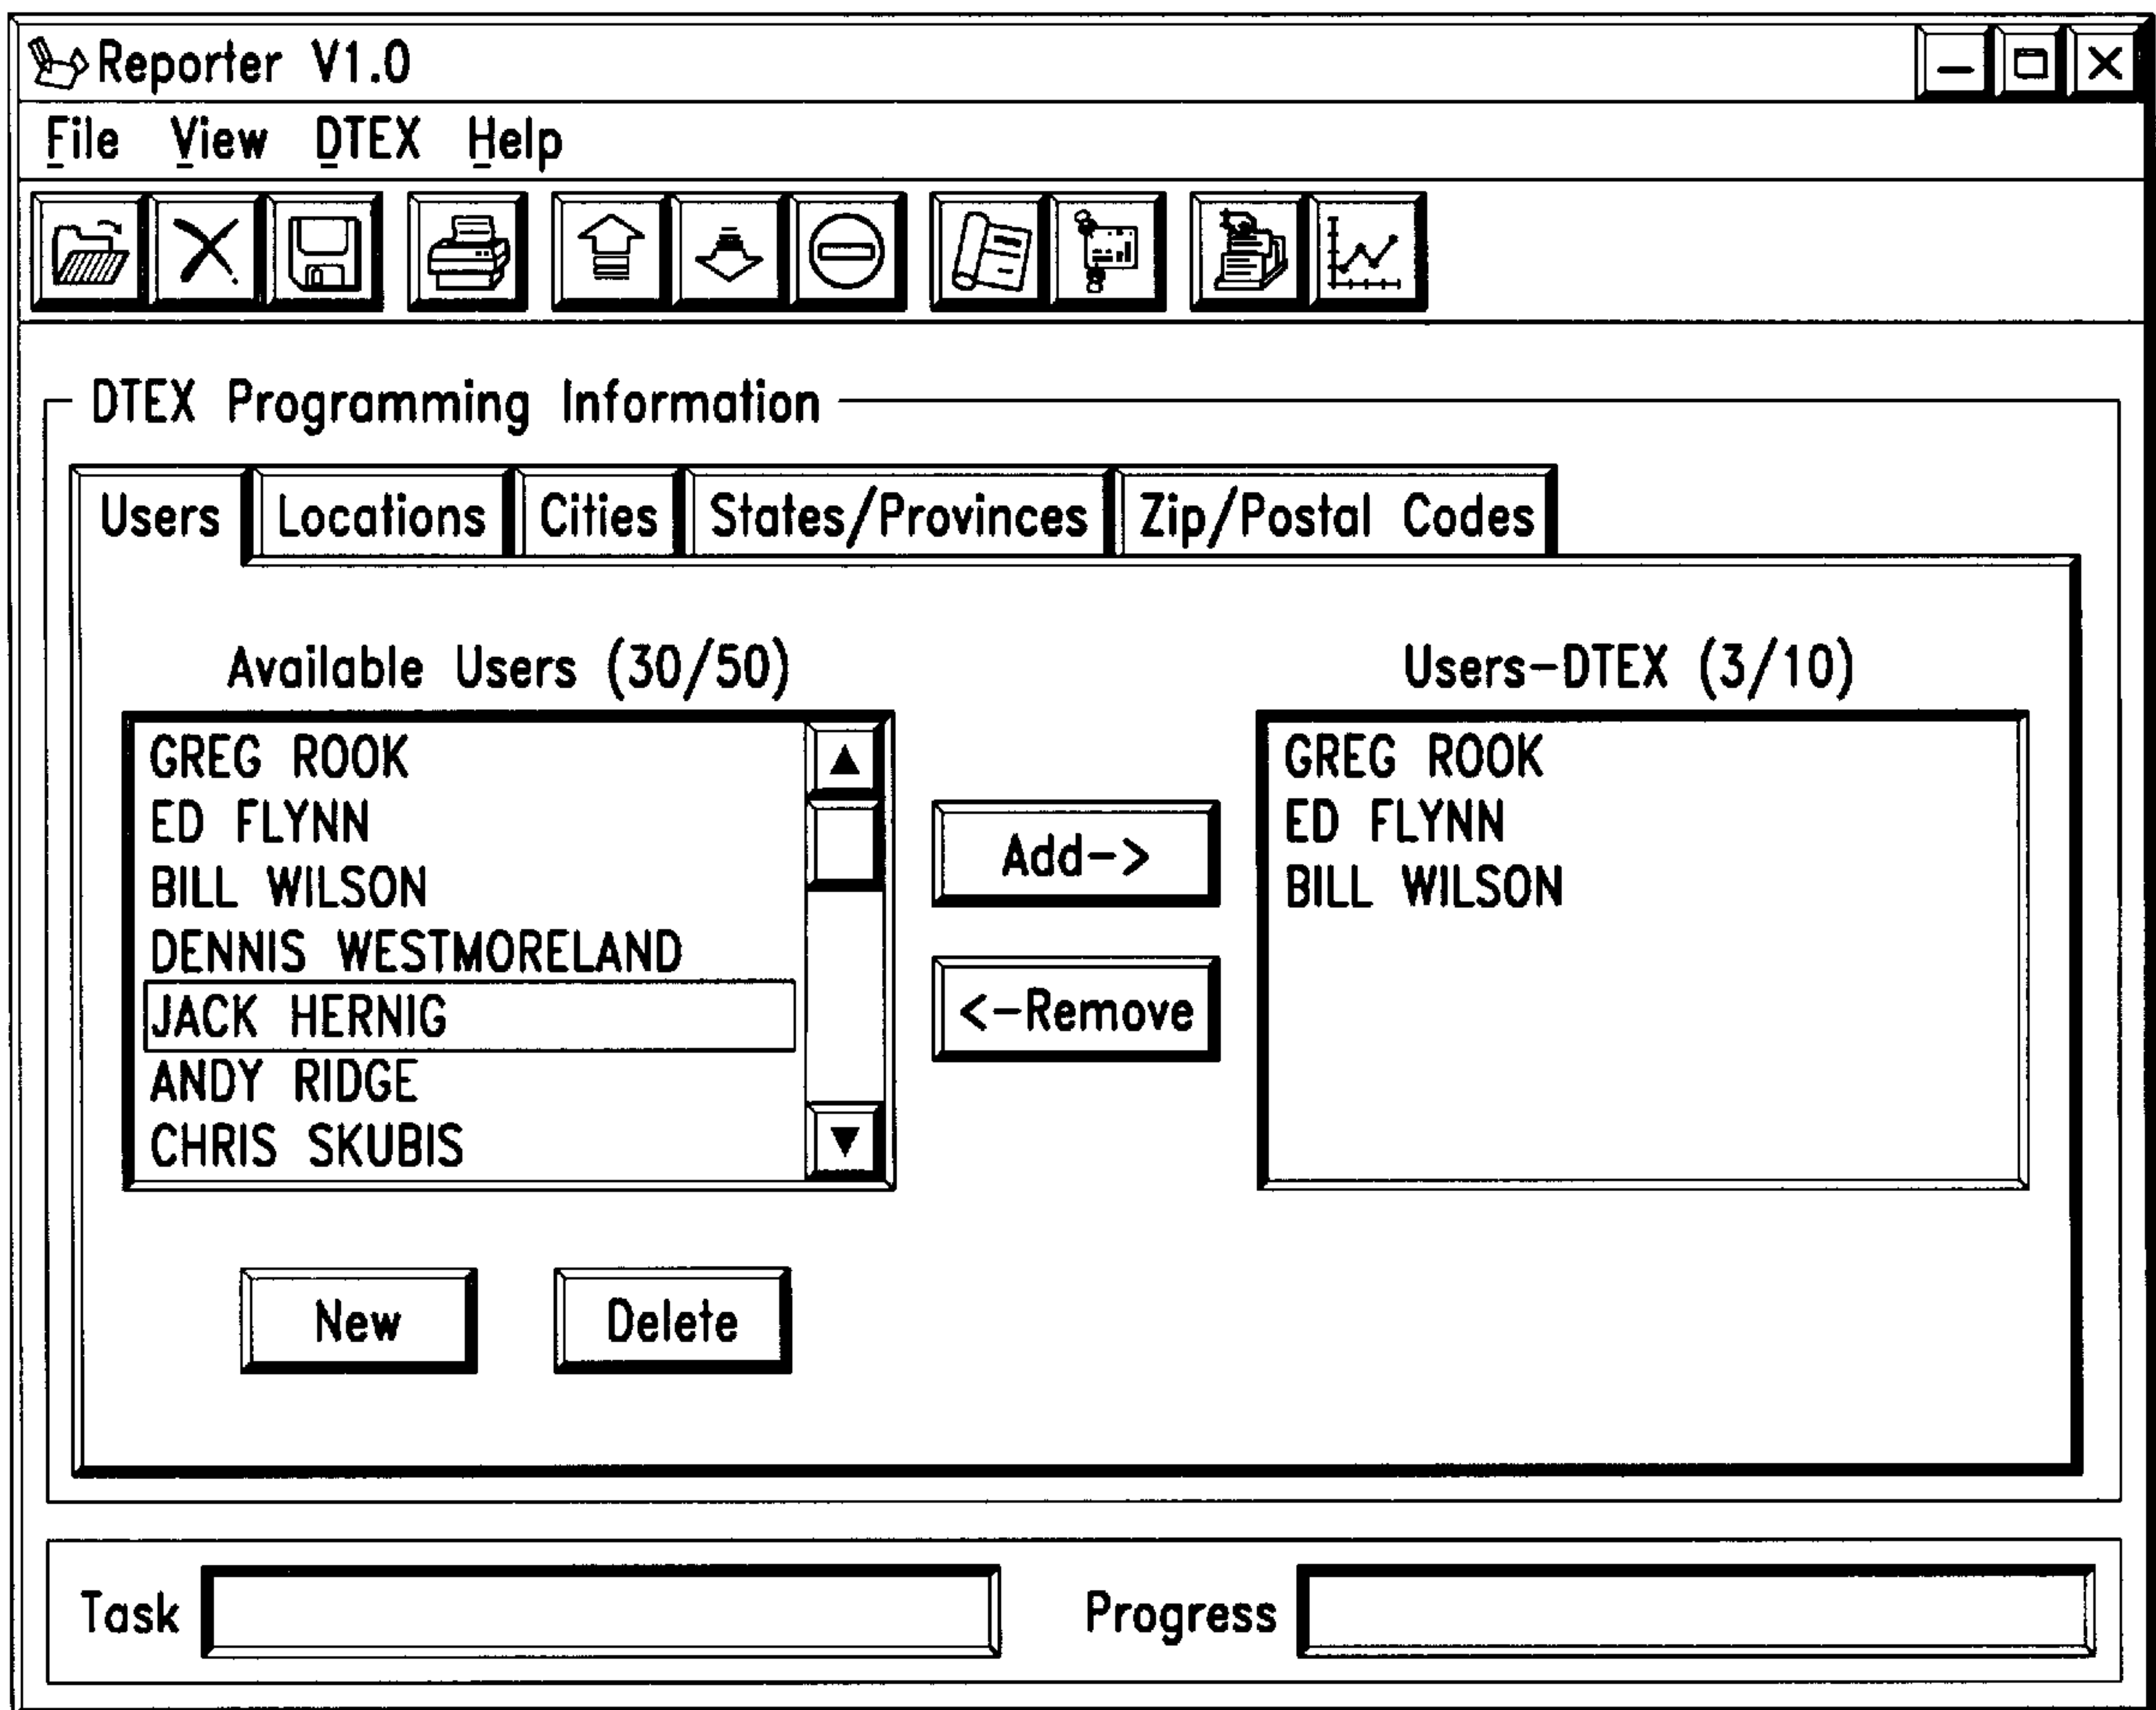 Reporter V1.0
File View DTEX Help
DTEX Programming Information
Users Locations Cities States/Provinces Zip/Postal Codes
Available Users (30/50)
GREG ROOK
ED FLYNN
BILL WILSON
DENNIS WESTMORELAND
JACK HERNIG
ANDY RIDGE
CHRIS SKUBIS
New Delete
Add->
<-Remove
Users-DTEX (3/10)
GREG ROOK
ED FLYNN
BILL WILSON
Task Progress